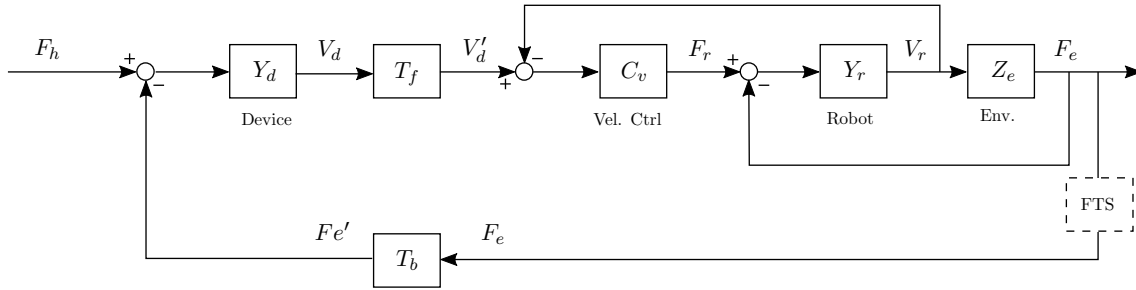 F_h
+
−
Y_d
Device
V_d
T_f
V_d′
+
−
C_v
Vel. Ctrl
F_r
+
−
Y_r
Robot
V_r
Z_e
Env.
F_e
FTS
Fe′
T_b
F_e